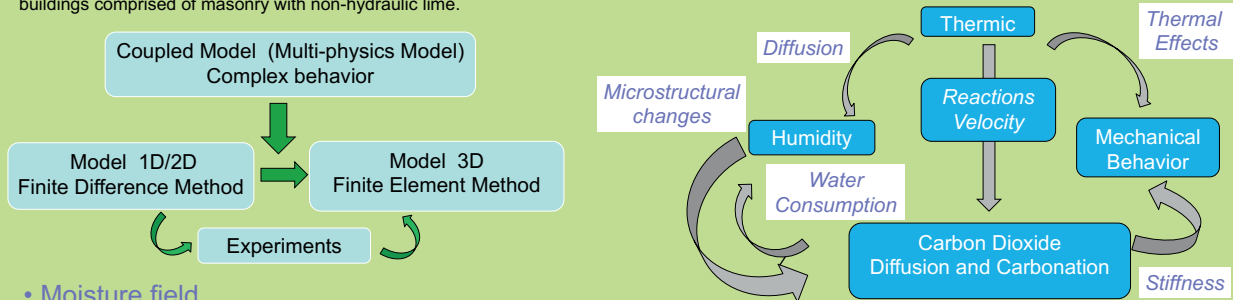 buildings comprised of masonry with non-hydraulic lime.
Coupled Model (Multi-physics Model)
Complex behavior
Model 1D/2D
Finite Difference Method
Model 3D
Finite Element Method
Experiments
• Moisture field
Thermic
Thermal
Effects
Diffusion
Microstructural
changes
Reactions
Velocity
Humidity
Mechanical
Behavior
Water
Consumption
Carbon Dioxide
Diffusion and Carbonation
Stiffness